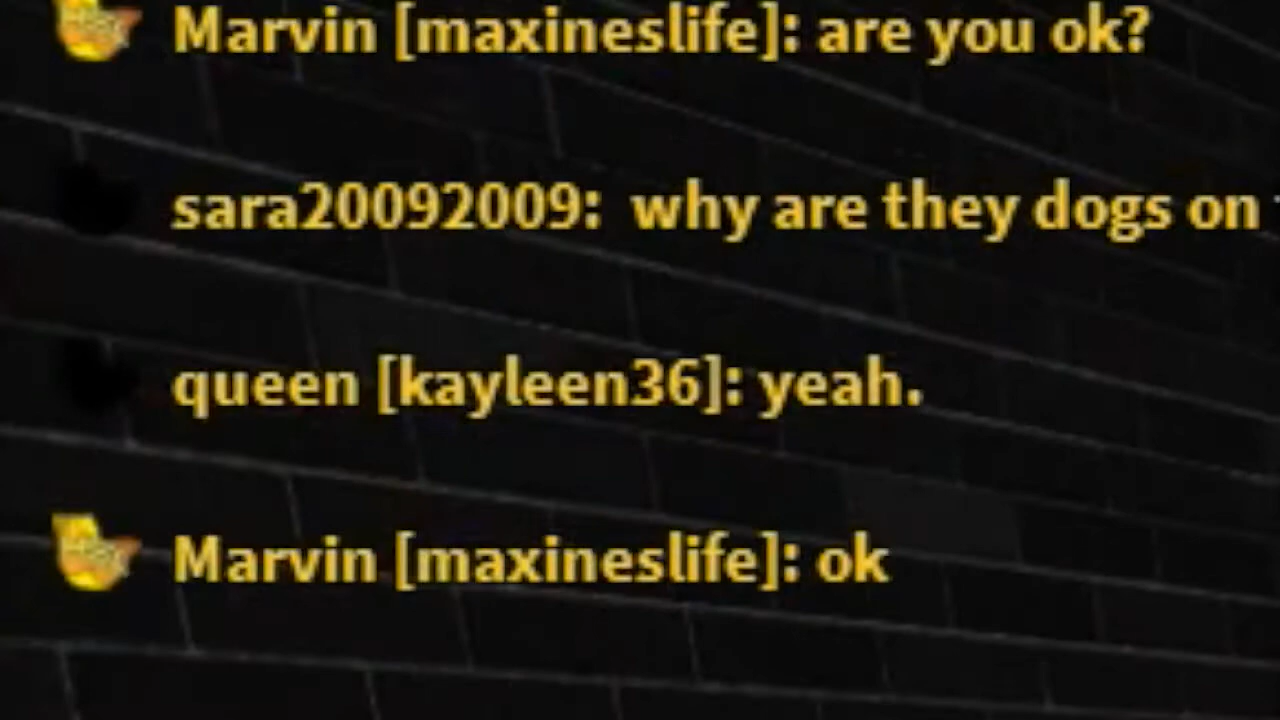 Marvin [maxineslife]: are you ok?
sara20092009: why are they dogs on
queen [kayleen36]: yeah.
Marvin [maxineslife]: ok